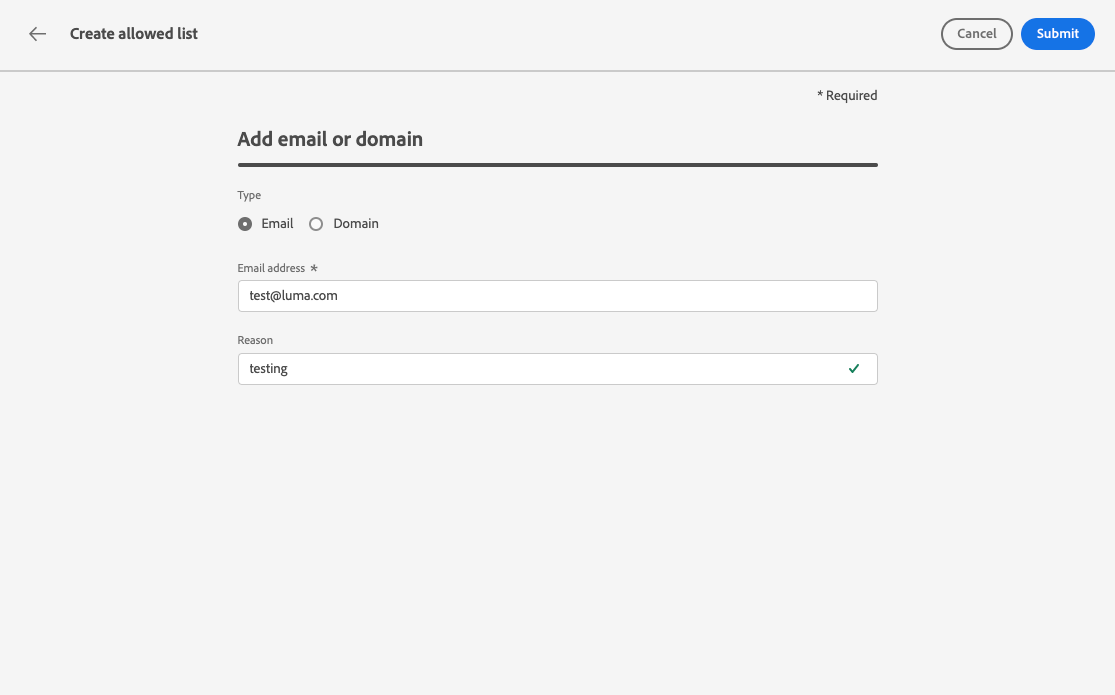 Create allowed list
Cancel
Submit
* Required
Add email or domain
Type
Email
Domain
Email address *
test@luma.com
Reason
testing